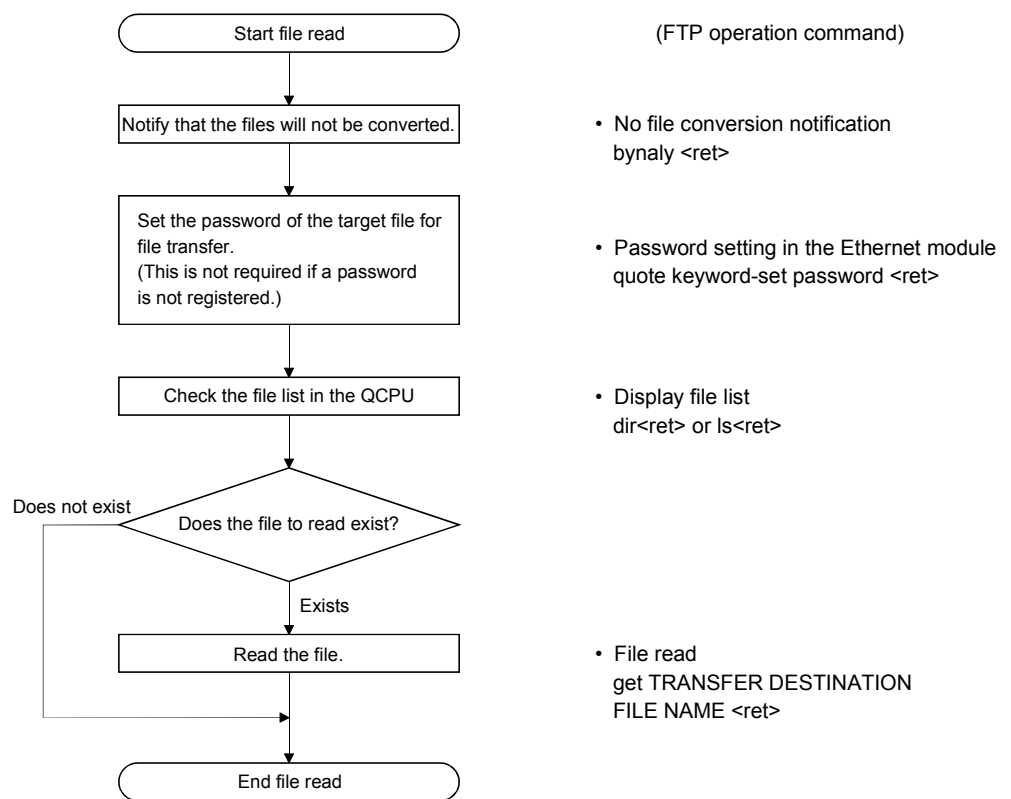 Start file read
(FTP operation command)
Notify that the files will not be converted.
• No file conversion notification
bynaly <ret>
Set the password of the target file for
file transfer.
(This is not required if a password
is not registered.)
• Password setting in the Ethernet module
quote keyword-set password <ret>
Check the file list in the QCPU
• Display file list
dir<ret> or ls<ret>
Does not exist
Does the file to read exist?
Exists
Read the file.
• File read
get TRANSFER DESTINATION
FILE NAME <ret>
End file read